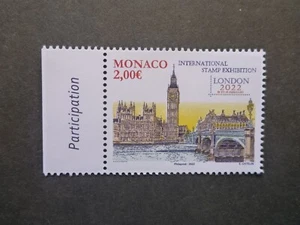 Participation
MONACO
2,00€
INTERNATIONAL
STAMP EXHIBITION
LONDON
2022